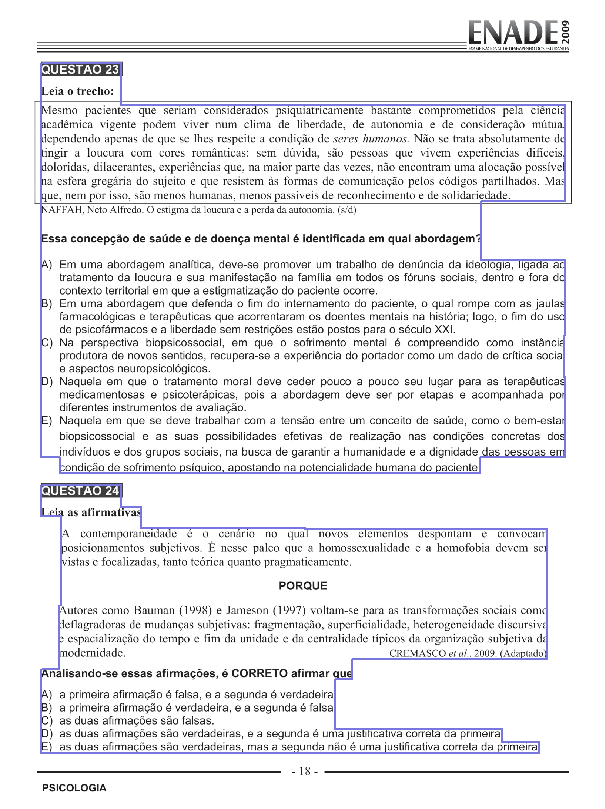 ENADE 2009
EXAME NACIONAL DE DESEMPENHO DOS ESTUDANTES
QUESTÃO 23
Leia o trecho:
Mesmo pacientes que seriam considerados psiquiatricamente bastante comprometidos pela ciência
acadêmica vigente podem viver num clima de liberdade, de autonomia e de consideração mútua,
dependendo apenas de que se lhes respeite a condição de seres humanos. Não se trata absolutamente de
tingir a loucura com cores românticas: sem dúvida, são pessoas que vivem experiências difíceis,
doloridas, dilacerantes, experiências que, na maior parte das vezes, não encontram uma alocação possível
na esfera gregária do sujeito e que resistem às formas de comunicação pelos códigos partilhados. Mas
que, nem por isso, são menos humanas, menos passíveis de reconhecimento e de solidariedade.
NAFFAH, Neto Alfredo. O estigma da loucura e a perda da autonomia. (s/d)
Essa concepção de saúde e de doença mental é identificada em qual abordagem?
A) Em uma abordagem analítica, deve-se promover um trabalho de denúncia da ideologia, ligada ao
tratamento da loucura e sua manifestação na família em todos os fóruns sociais, dentro e fora do
contexto territorial em que a estigmatização do paciente ocorre.
B) Em uma abordagem que defenda o fim do internamento do paciente, o qual rompe com as jaulas
farmacológicas e terapêuticas que acorrentaram os doentes mentais na história; logo, o fim do uso
de psicofármacos e a liberdade sem restrições estão postos para o século XXI.
C) Na perspectiva biopsicossocial, em que o sofrimento mental é compreendido como instância
produtora de novos sentidos, recupera-se a experiência do portador como um dado de crítica social
e aspectos neuropsicológicos.
D) Naquela em que o tratamento moral deve ceder pouco a pouco seu lugar para as terapêuticas
medicamentosas e psicoterápicas, pois a abordagem deve ser por etapas e acompanhada por
diferentes instrumentos de avaliação.
E) Naquela em que se deve trabalhar com a tensão entre um conceito de saúde, como o bem-estar
biopsicossocial e as suas possibilidades efetivas de realização nas condições concretas dos
indivíduos e dos grupos sociais, na busca de garantir a humanidade e a dignidade das pessoas em
condição de sofrimento psíquico, apostando na potencialidade humana do paciente.
QUESTÃO 24
Leia as afirmativas
A contemporaneidade é o cenário no qual novos elementos despontam e convocam
posicionamentos subjetivos. É nesse palco que a homossexualidade e a homofobia devem ser
vistas e focalizadas, tanto teórica quanto pragmaticamente.
PORQUE
Autores como Bauman (1998) e Jameson (1997) voltam-se para as transformações sociais como
deflagradoras de mudanças subjetivas: fragmentação, superficialidade, heterogeneidade discursiva
e espacialização do tempo e fim da unidade e da centralidade típicos da organização subjetiva da
modernidade. CREMASCO et al., 2009. (Adaptado)
Analisando-se essas afirmações, é CORRETO afirmar que
A) a primeira afirmação é falsa, e a segunda é verdadeira.
B) a primeira afirmação é verdadeira, e a segunda é falsa.
C) as duas afirmações são falsas.
D) as duas afirmações são verdadeiras, e a segunda é uma justificativa correta da primeira.
E) as duas afirmações são verdadeiras, mas a segunda não é uma justificativa correta da primeira.
- 18 -
PSICOLOGIA